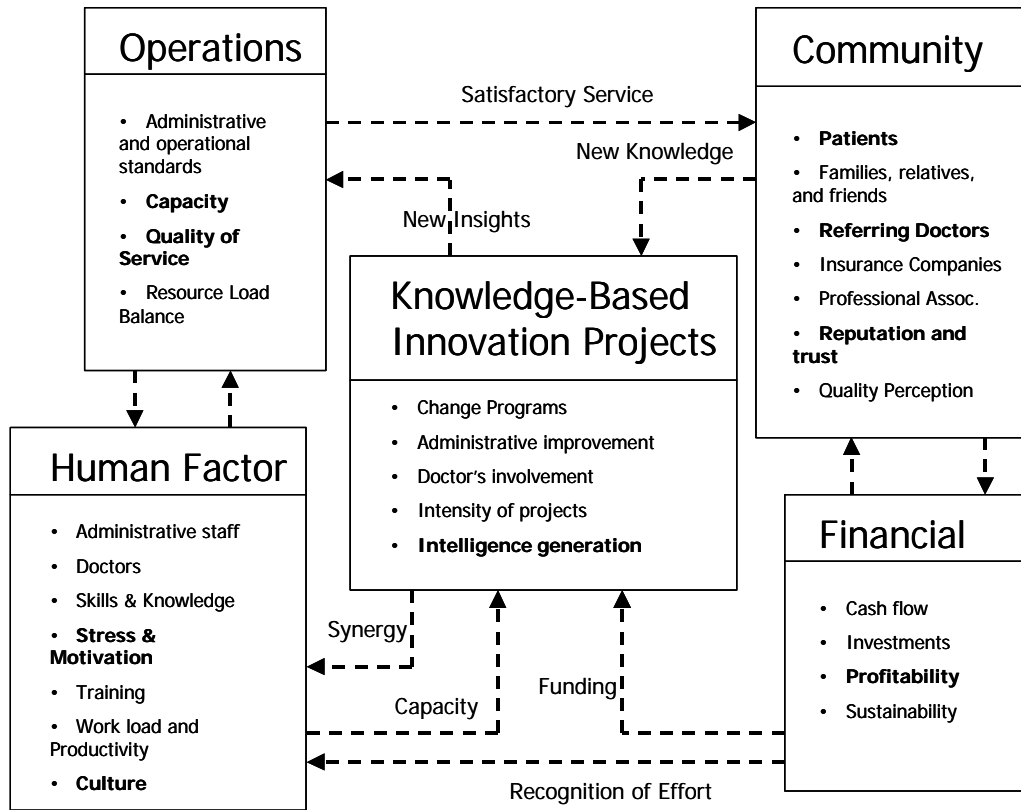 Operations
• Administrative
and operational
standards
• Capacity
• Quality of
Service
• Resource Load
Balance
Satisfactory Service
New Knowledge
New Insights
Community
• Patients
• Families, relatives,
and friends
• Referring Doctors
• Insurance Companies
• Professional Assoc.
• Reputation and
trust
• Quality Perception
Knowledge-Based
Innovation Projects
• Change Programs
• Administrative improvement
• Doctor's involvement
• Intensity of projects
• Intelligence generation
Human Factor
• Administrative staff
• Doctors
• Skills & Knowledge
• Stress &
Motivation
• Training
• Work load and
Productivity
• Culture
Synergy
Capacity
Funding
Recognition of Effort
Financial
• Cash flow
• Investments
• Profitability
• Sustainability